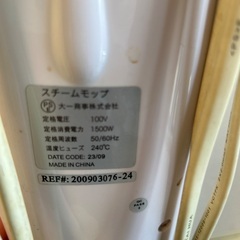 スチームモップ
大一商事株式会社
定格電圧 100V
定格消費電力 1500W
定格周波数 50/60Hz
温度ヒューズ 240℃
DATE: 23/09
MADE IN CHINA
REF#: 200903076-24